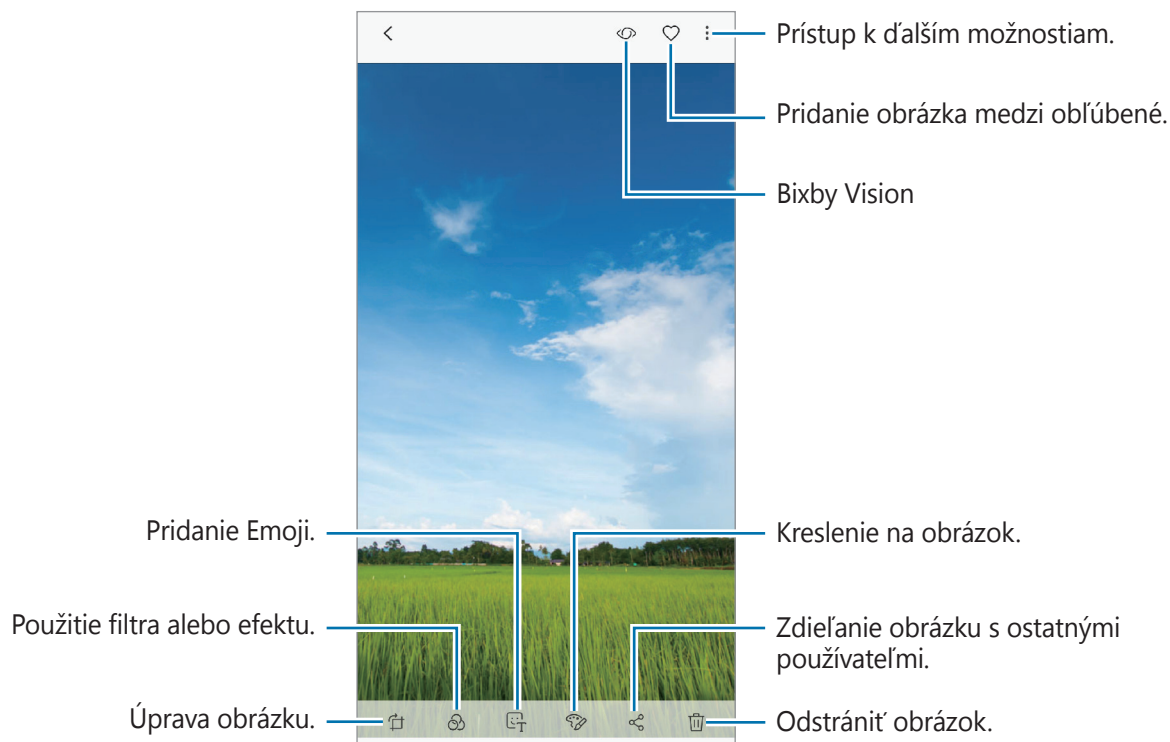 Prístup k ďalším možnostiam.
Pridanie obrázka medzi obľúbené.
Bixby Vision
Pridanie Emoji.
Kreslenie na obrázok.
Použitie filtra alebo efektu.
Zdieľanie obrázku s ostatnými
používateľmi.
Úprava obrázku.
Odstrániť obrázok.